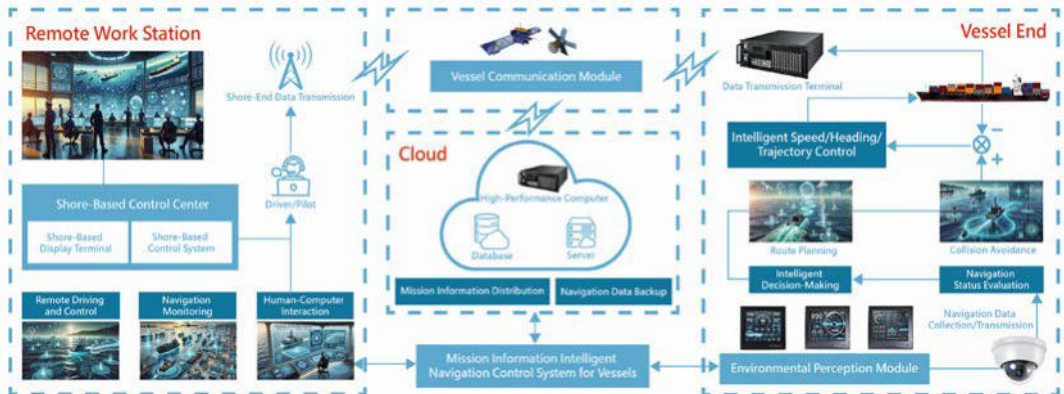 Remote Work Station
Shore-End Data Transmission
Driver/Pilot
Shore-Based Control Center
Shore-Based
Display Terminal
Shore-Based
Control System
Remote Driving
and Control
Navigation
Monitoring
Human-Computer
Interaction
Vessel Communication Module
Cloud
High-Performance Computer
Database
Server
Mission Information Distribution
Navigation Data Backup
Mission Information Intelligent
Navigation Control System for Vessels
Vessel End
Data Transmission Terminal
Intelligent Speed/Heading/
Trajectory Control
−
+
Route Planning
Collision Avoidance
Intelligent
Decision-Making
Navigation
Status Evaluation
Navigation Data
Collection/Transmission
Environmental Perception Module